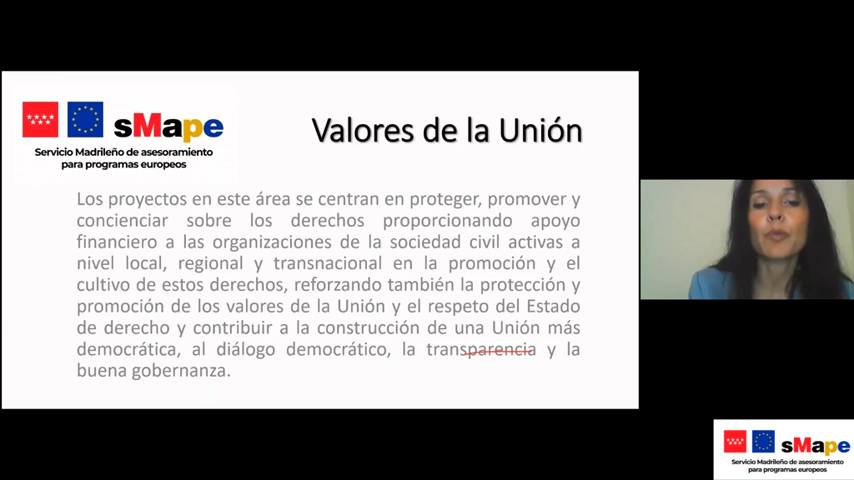 sMape
Servicio Madrileño de asesoramiento
para programas europeos
Valores de la Unión
Los proyectos en este área se centran en proteger, promover y
concienciar sobre los derechos proporcionando apoyo
financiero a las organizaciones de la sociedad civil activas a
nivel local, regional y transnacional en la promoción y el
cultivo de estos derechos, reforzando también la protección y
promoción de los valores de la Unión y el respeto del Estado
de derecho y contribuir a la construcción de una Unión más
democrática, al diálogo democrático, la transparencia y la
buena gobernanza.
sMape
Servicio Madrileño de asesoramiento
para programas europeos